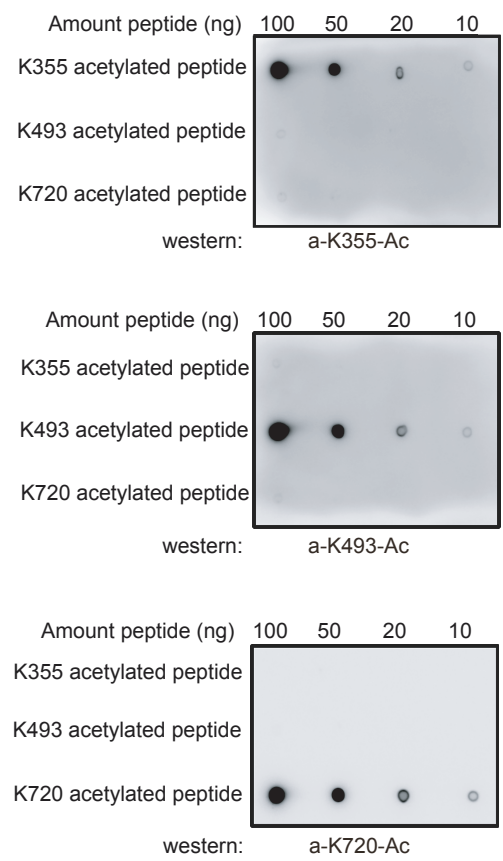 Amount peptide (ng) 100 50 20 10
K355 acetylated peptide
K493 acetylated peptide
K720 acetylated peptide
western: a-K355-Ac
Amount peptide (ng) 100 50 20 10
K355 acetylated peptide
K493 acetylated peptide
K720 acetylated peptide
western: a-K493-Ac
Amount peptide (ng) 100 50 20 10
K355 acetylated peptide
K493 acetylated peptide
K720 acetylated peptide
western: a-K720-Ac